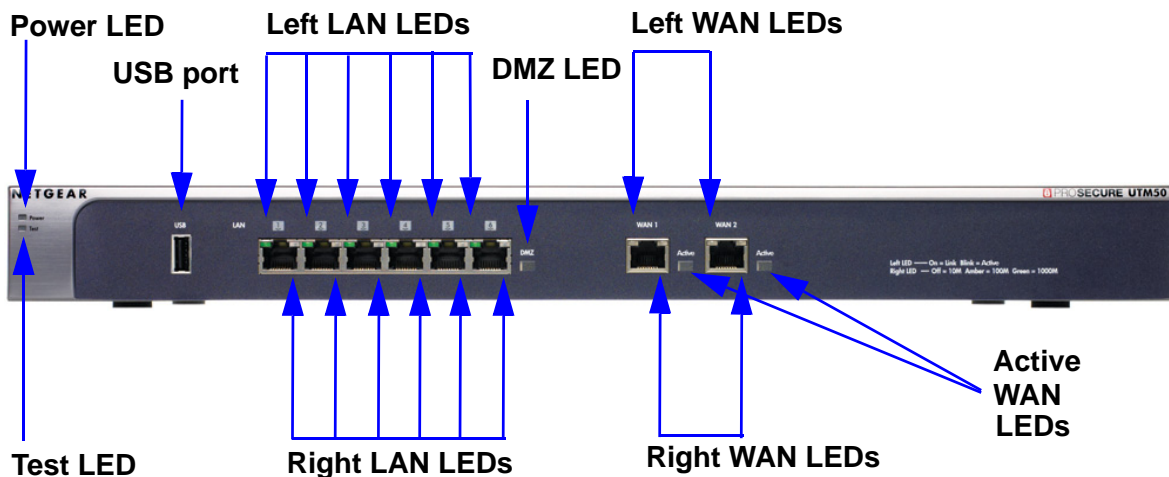 Power LED
Left LAN LEDs
Left WAN LEDs
USB port
DMZ LED
NETGEAR
PROSECURE UTM50
Power
Test
USB
LAN
1
2
3
4
5
6
DMZ
WAN 1
Active
WAN 2
Active
Left LED — On = Link Blink = Active
Right LED — Off = 10M Amber = 100M Green = 1000M
Active
WAN
LEDs
Test LED
Right LAN LEDs
Right WAN LEDs